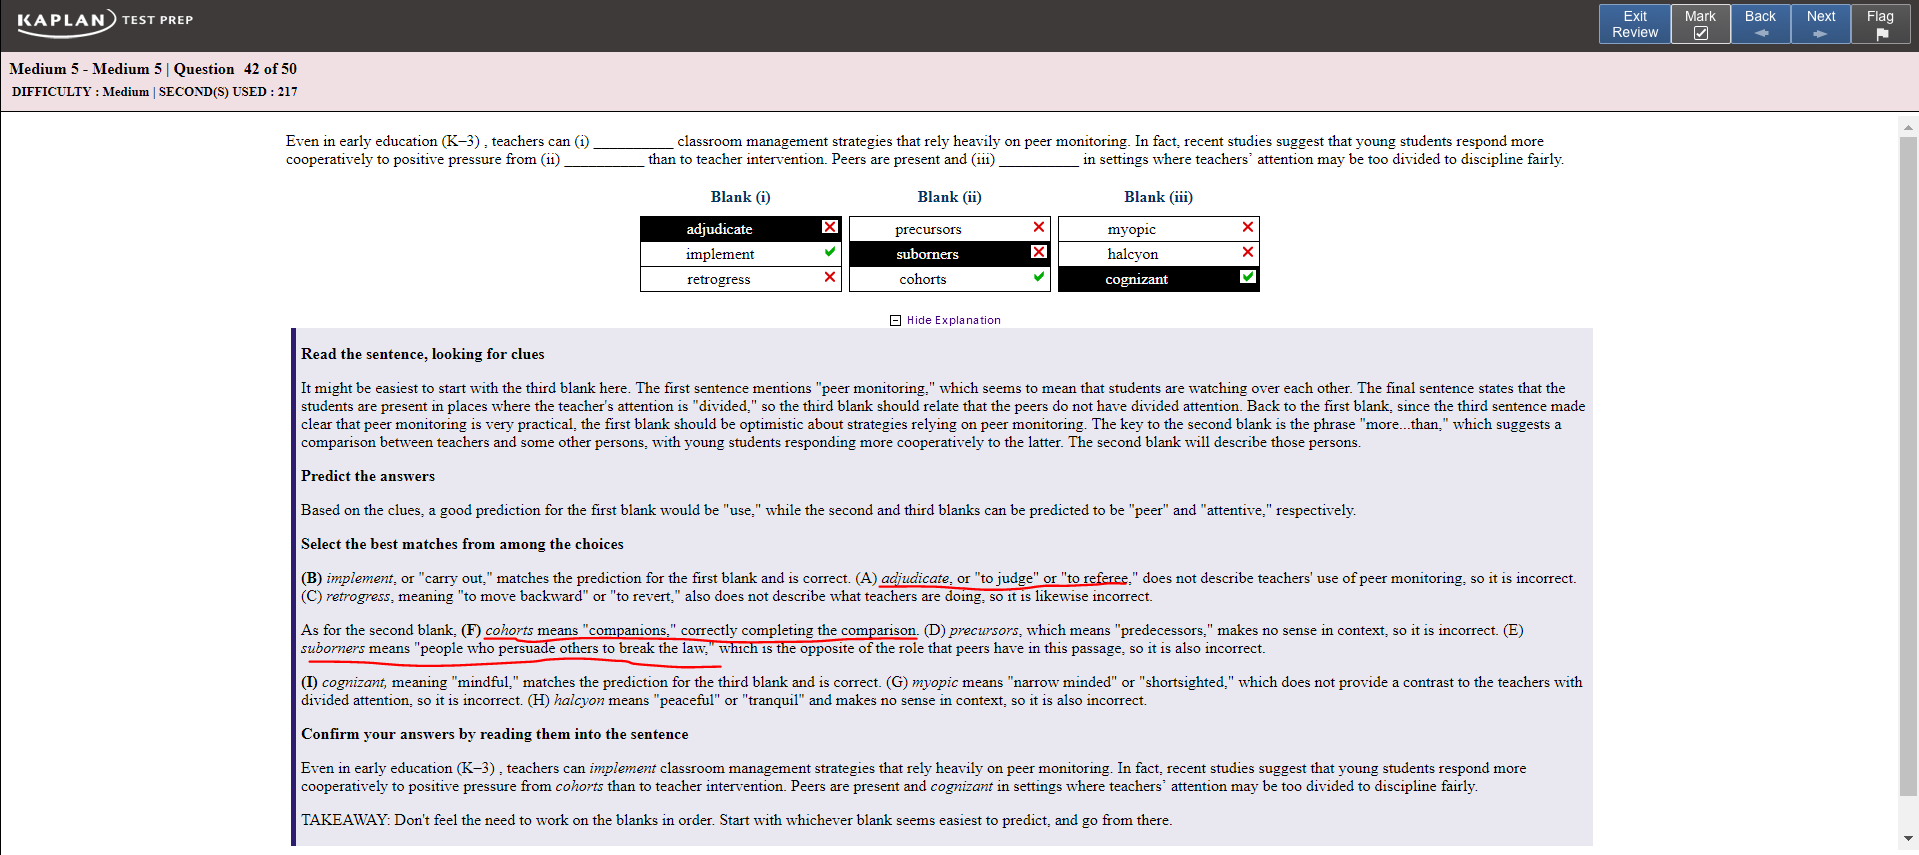 KAPLAN TEST PREP
Exit Review
Mark
Back
Next
Flag
Medium 5 - Medium 5 | Question 42 of 50
DIFFICULTY : Medium | SECOND(S) USED : 217
Even in early education (K–3) , teachers can (i) __________ classroom management strategies that rely heavily on peer monitoring. In fact, recent studies suggest that young students respond more
cooperatively to positive pressure from (ii) __________ than to teacher intervention. Peers are present and (iii) __________ in settings where teachers’ attention may be too divided to discipline fairly.
Blank (i) Blank (ii) Blank (iii)
adjudicate precursors myopic
implement suborners halcyon
retrogress cohorts cognizant
Hide Explanation
Read the sentence, looking for clues
It might be easiest to start with the third blank here. The first sentence mentions "peer monitoring," which seems to mean that students are watching over each other. The final sentence states that the
students are present in places where the teacher's attention is "divided," so the third blank should relate that the peers do not have divided attention. Back to the first blank, since the third sentence made
clear that peer monitoring is very practical, the first blank should be optimistic about strategies relying on peer monitoring. The key to the second blank is the phrase "more...than," which suggests a
comparison between teachers and some other persons, with young students responding more cooperatively to the latter. The second blank will describe those persons.
Predict the answers
Based on the clues, a good prediction for the first blank would be "use," while the second and third blanks can be predicted to be "peer" and "attentive," respectively.
Select the best matches from among the choices
(B) implement, or "carry out," matches the prediction for the first blank and is correct. (A) adjudicate, or "to judge" or "to referee," does not describe teachers' use of peer monitoring, so it is incorrect.
(C) retrogress, meaning "to move backward" or "to revert," also does not describe what teachers are doing, so it is likewise incorrect.
As for the second blank, (F) cohorts means "companions," correctly completing the comparison. (D) precursors, which means "predecessors," makes no sense in context, so it is incorrect. (E)
suborners means "people who persuade others to break the law," which is the opposite of the role that peers have in this passage, so it is also incorrect.
(I) cognizant, meaning "mindful," matches the prediction for the third blank and is correct. (G) myopic means "narrow minded" or "shortsighted," which does not provide a contrast to the teachers with
divided attention, so it is incorrect. (H) halcyon means "peaceful" or "tranquil" and makes no sense in context, so it is also incorrect.
Confirm your answers by reading them into the sentence
Even in early education (K–3) , teachers can implement classroom management strategies that rely heavily on peer monitoring. In fact, recent studies suggest that young students respond more
cooperatively to positive pressure from cohorts than to teacher intervention. Peers are present and cognizant in settings where teachers’ attention may be too divided to discipline fairly.
TAKEAWAY: Don't feel the need to work on the blanks in order. Start with whichever blank seems easiest to predict, and go from there.